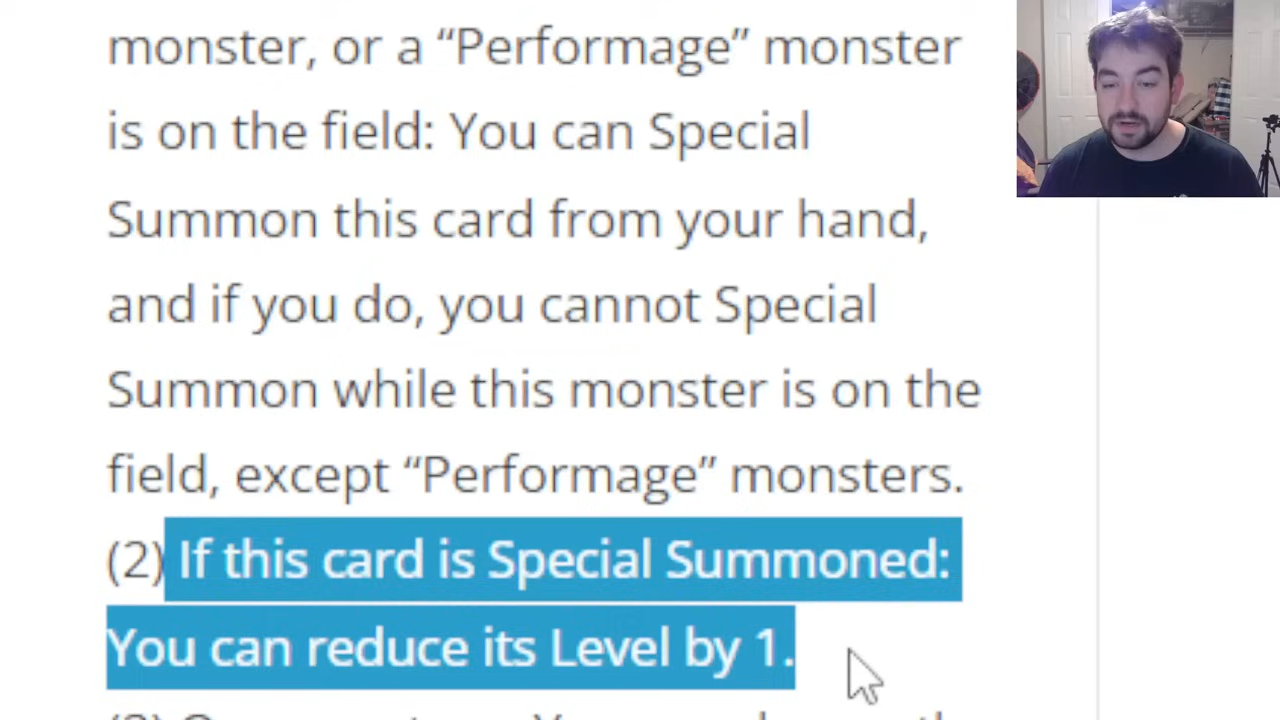 monster, or a “Performage” monster
is on the field: You can Special
Summon this card from your hand,
and if you do, you cannot Special
Summon while this monster is on the
field, except “Performage” monsters.
(2) If this card is Special Summoned:
You can reduce its Level by 1.